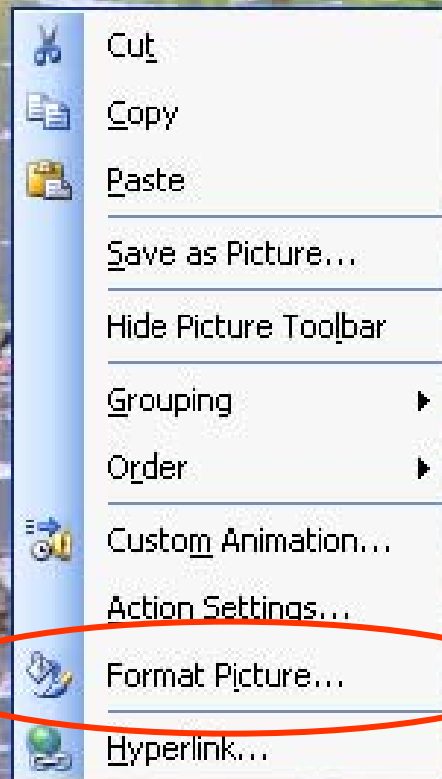 Cut
Copy
Paste
Save as Picture...
Hide Picture Toolbar
Grouping
Order
Custom Animation...
Action Settings...
Format Picture...
Hyperlink...